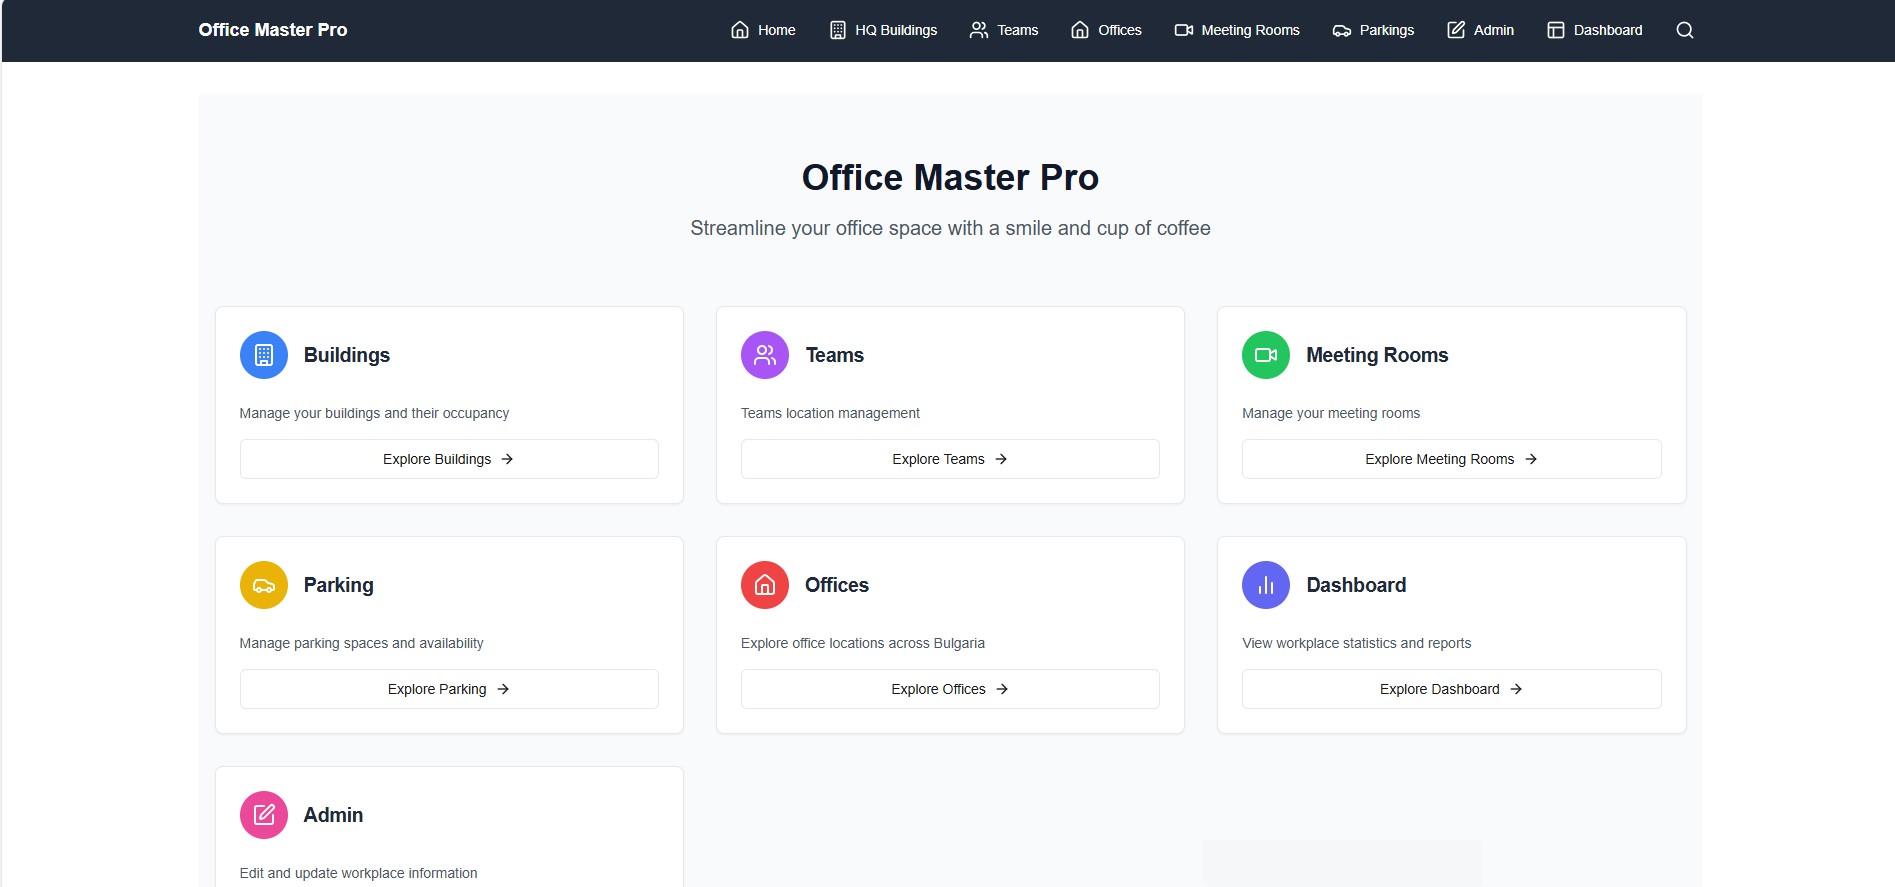 Office Master Pro
Home
HQ Buildings
Teams
Offices
Meeting Rooms
Parkings
Admin
Dashboard
Office Master Pro
Streamline your office space with a smile and cup of coffee
Buildings
Manage your buildings and their occupancy
Explore Buildings
Teams
Teams location management
Explore Teams
Meeting Rooms
Manage your meeting rooms
Explore Meeting Rooms
Parking
Manage parking spaces and availability
Explore Parking
Offices
Explore office locations across Bulgaria
Explore Offices
Dashboard
View workplace statistics and reports
Explore Dashboard
Admin
Edit and update workplace information